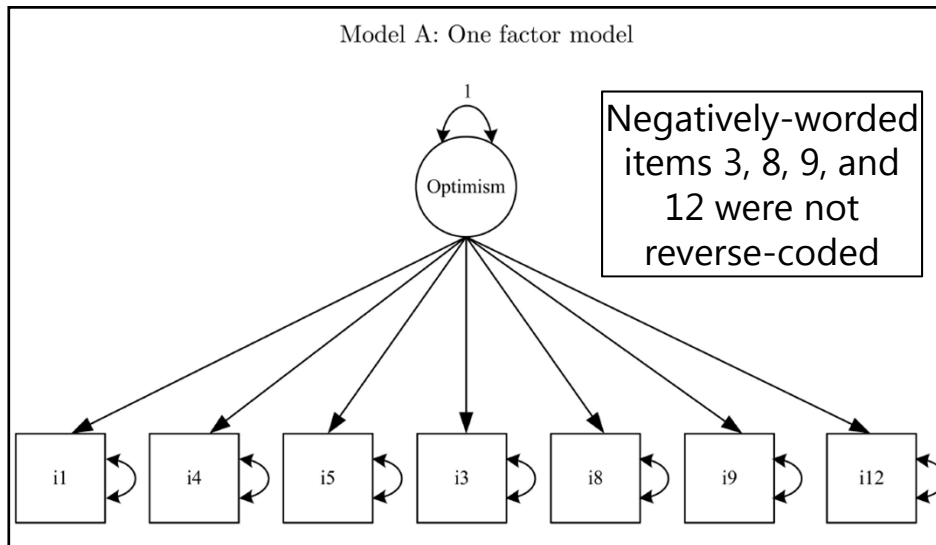 Model A: One factor model
1
Negatively-worded
items 3, 8, 9, and
12 were not
reverse-coded
Optimism
i1
i4
i5
i3
i8
i9
i12